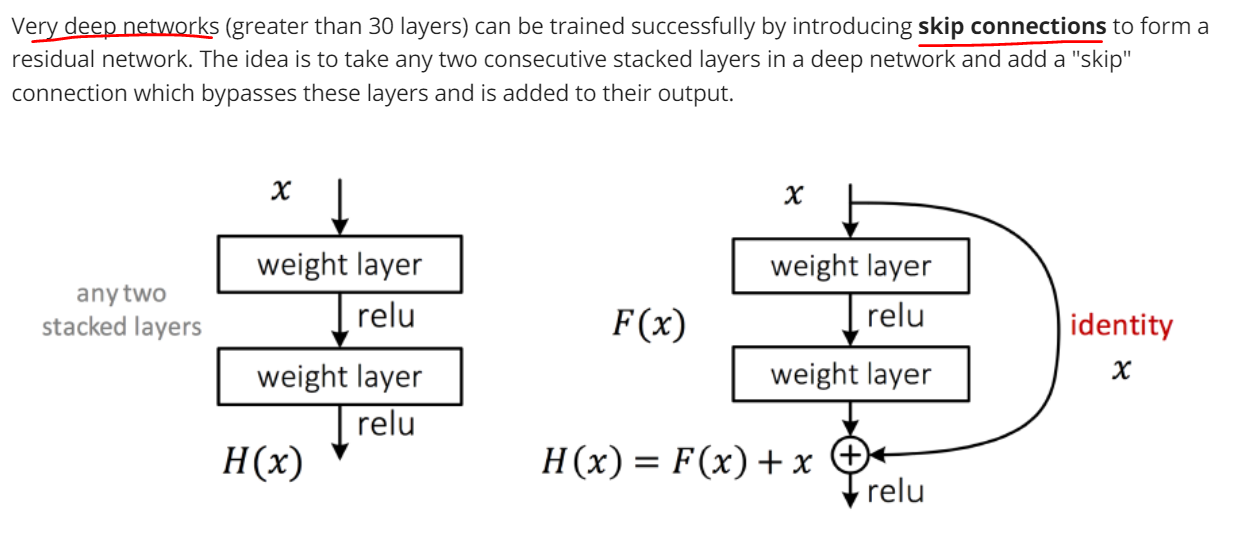 Very deep networks (greater than 30 layers) can be trained successfully by introducing skip connections to form a
residual network. The idea is to take any two consecutive stacked layers in a deep network and add a "skip"
connection which bypasses these layers and is added to their output.
x
weight layer
any two
stacked layers
relu
weight layer
relu
H(x)
x
weight layer
F(x)
relu
identity
x
weight layer
H(x) = F(x) + x
+
relu